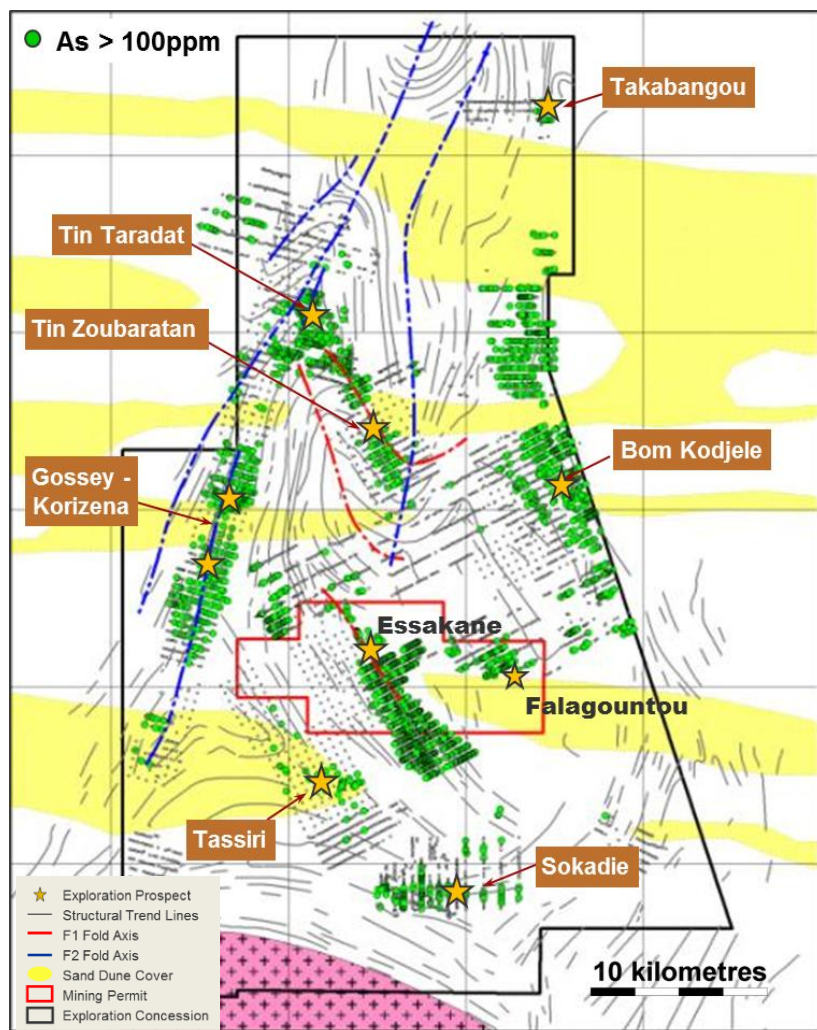 As > 100ppm
Takabangou
Tin Taradat
Tin Zoubaratan
Bom Kodjele
Gossey -
Korizena
Essakane
Falagountou
Tassiri
Sokadie
Exploration Prospect
Structural Trend Lines
F1 Fold Axis
F2 Fold Axis
Sand Dune Cover
Mining Permit
Exploration Concession
10 kilometres